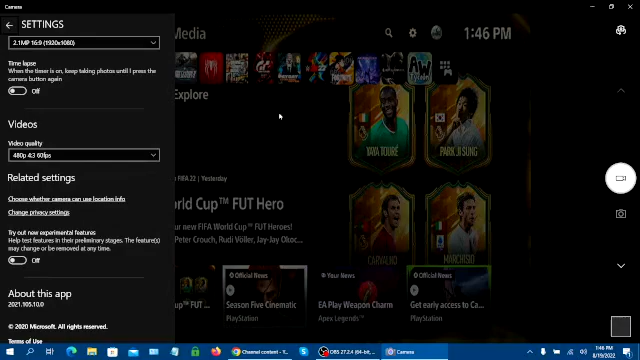 Camera
SETTINGS
2.1MP 16:9 (1920x1080)
Time lapse
When the timer is on, keep taking photos until I press the
camera button again
Off
Videos
Video quality
480p 4:3 60fps
Related settings
Choose whether camera can use location info
Change privacy settings
Try out new experimental features
Help test features in their preliminary stages. The feature(s)
may change or be removed at any time.
Off
About this app
2021.105.10.0
© 2020 Microsoft. All rights reserved.
Terms of Use
Media
1:46 PM
Explore
YAYA TOURÉ
PARK JI SUNG
FIFA 22 | Yesterday
rld Cup™ FUT Hero
ur new FIFA World Cup™ FUT Heroes!
Peter Crouch, Rudi Völler, Jay-Jay Okoc...
CARVALHO
MARCHISIO
Official News
Season Five Cinematic
PlayStation
Your News
EA Play Weapon Charm
Apex Legends™
Official News
Get early access to Ca...
PlayStation
Channel content - 
OBS 27.2.4 (64-bit, 
Camera
1:46 PM
8/19/2022